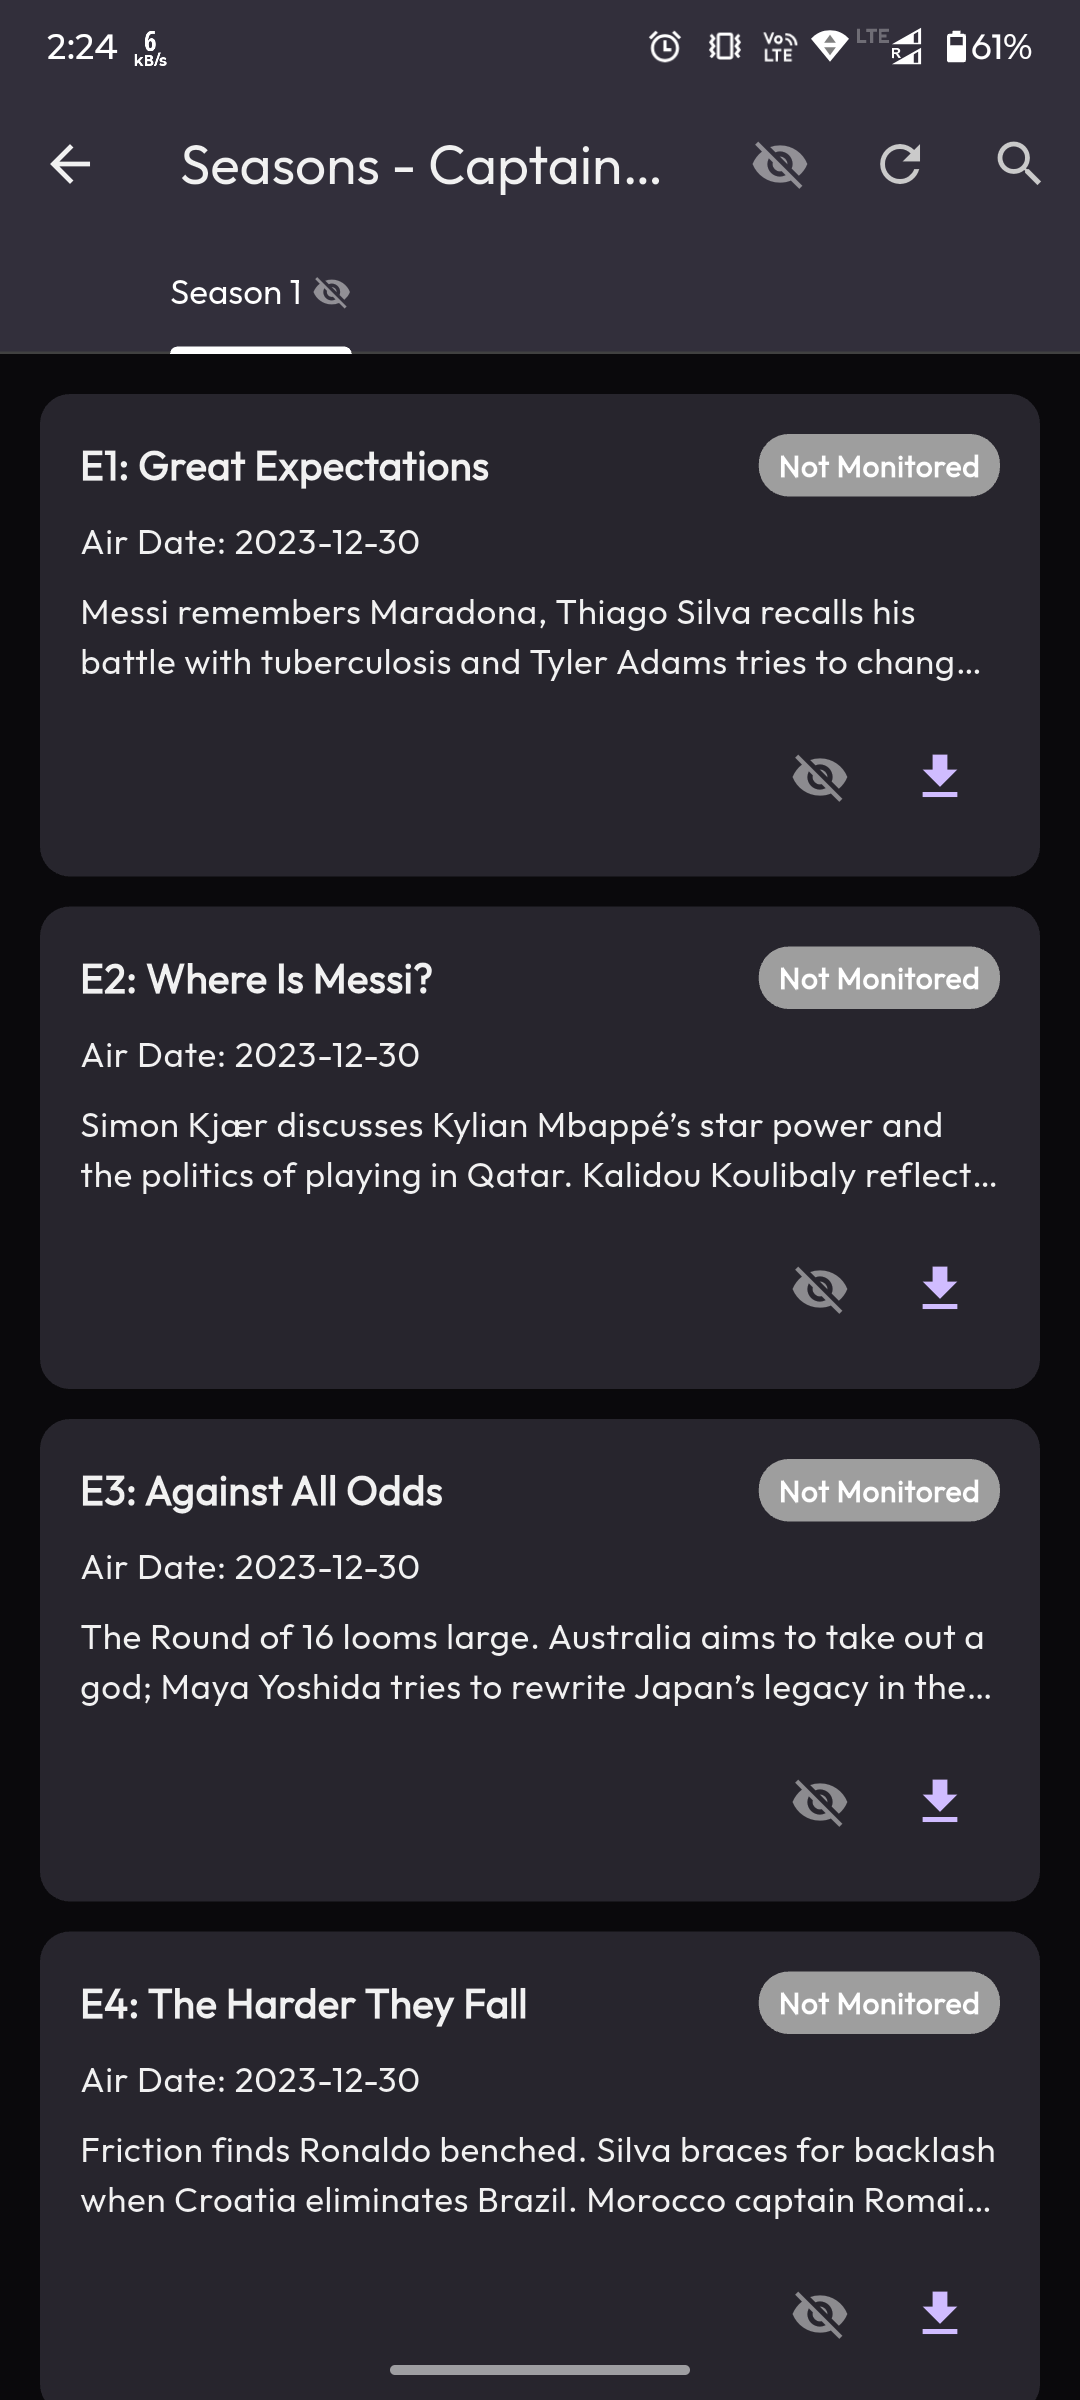 2:24 6 kB/s Vo LTE LTE R 61%
Seasons - Captain...
Season 1
E1: Great Expectations Not Monitored
Air Date: 2023-12-30
Messi remembers Maradona, Thiago Silva recalls his
battle with tuberculosis and Tyler Adams tries to chang...
E2: Where Is Messi? Not Monitored
Air Date: 2023-12-30
Simon Kjær discusses Kylian Mbappé’s star power and
the politics of playing in Qatar. Kalidou Koulibaly reflect...
E3: Against All Odds Not Monitored
Air Date: 2023-12-30
The Round of 16 looms large. Australia aims to take out a
god; Maya Yoshida tries to rewrite Japan’s legacy in the...
E4: The Harder They Fall Not Monitored
Air Date: 2023-12-30
Friction finds Ronaldo benched. Silva braces for backlash
when Croatia eliminates Brazil. Morocco captain Romai...